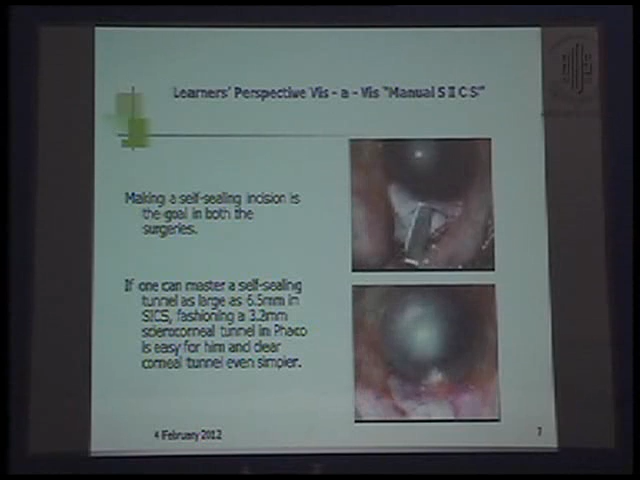 Learners' Perspective Vis - a - Vis "Manual S I C S"
Making a self-sealing incision is
the goal in both the
surgeries.
If one can master a self-sealing
tunnel as large as 6.5mm in
SICS, fashioning a 3.2mm
sclerocorneal tunnel in Phaco
is easy for him and clear
corneal tunnel even simpler.
4 February 2012
7